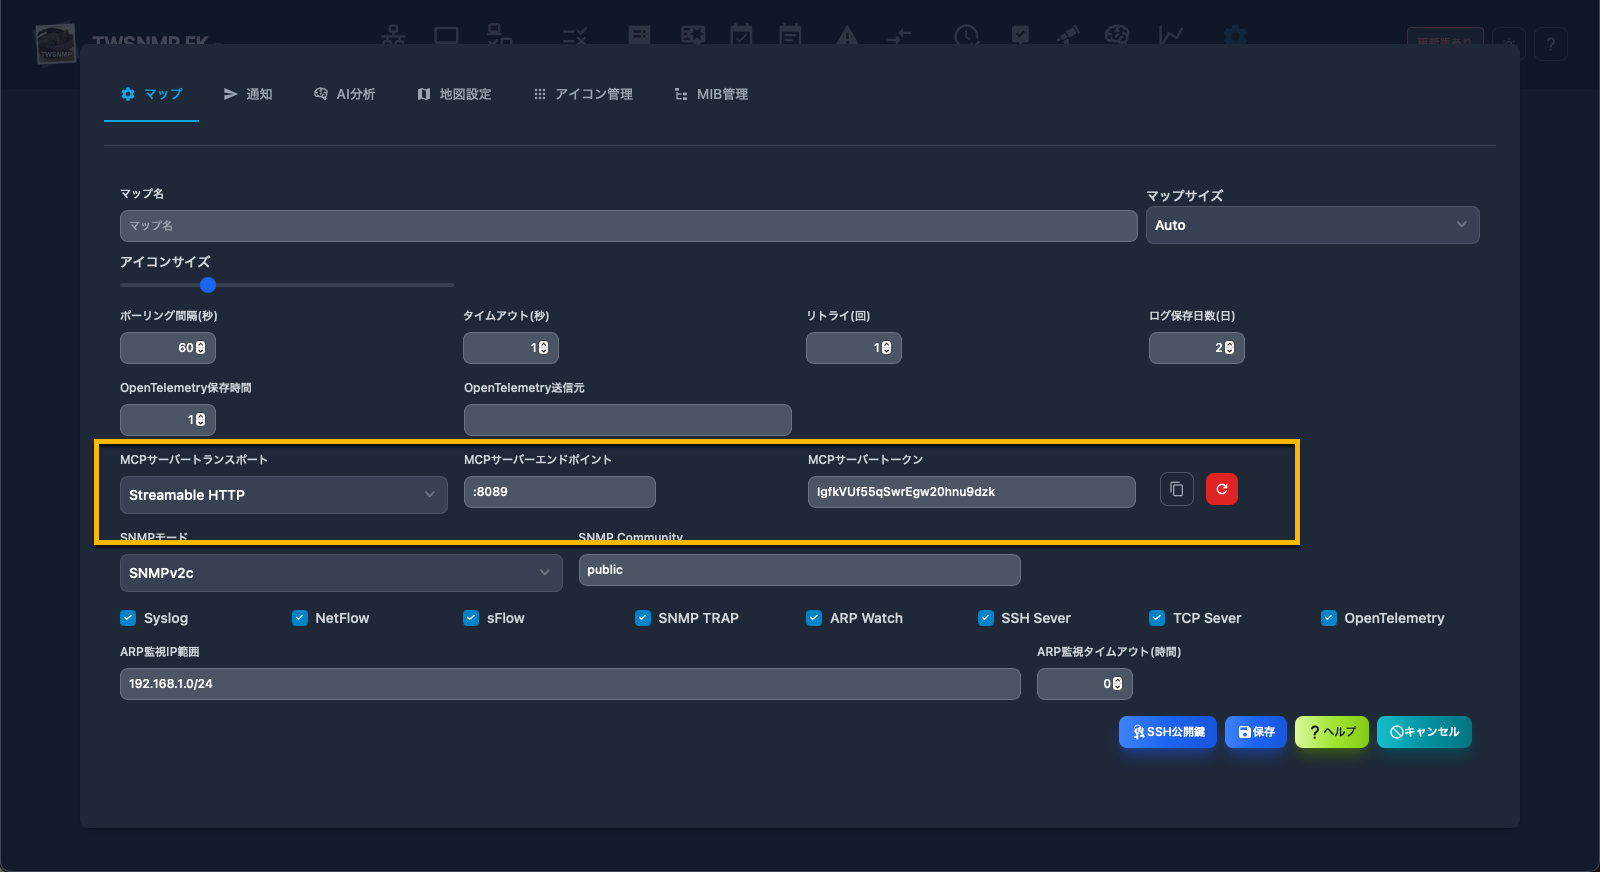 TWSNMP FK
TWSNMP
更新版あり
?
マップ
通知
AI分析
地図設定
アイコン管理
MIB管理
マップ名
マップサイズ
マップ名
Auto
アイコンサイズ
ポーリング間隔(秒)
タイムアウト(秒)
リトライ(回)
ログ保存日数(日)
60
1
1
2
OpenTelemetry保存時間
OpenTelemetry送信元
1
MCPサーバートランスポート
MCPサーバーエンドポイント
MCPサーバートークン
Streamable HTTP
:8089
lgfkVUf55qSwrEgw20hnu9dzk
SNMPモード
SNMP Community
SNMPv2c
public
Syslog
NetFlow
sFlow
SNMP TRAP
ARP Watch
SSH Sever
TCP Sever
OpenTelemetry
ARP監視IP範囲
ARP監視タイムアウト(時間)
192.168.1.0/24
0
SSH公開鍵
保存
?ヘルプ
キャンセル